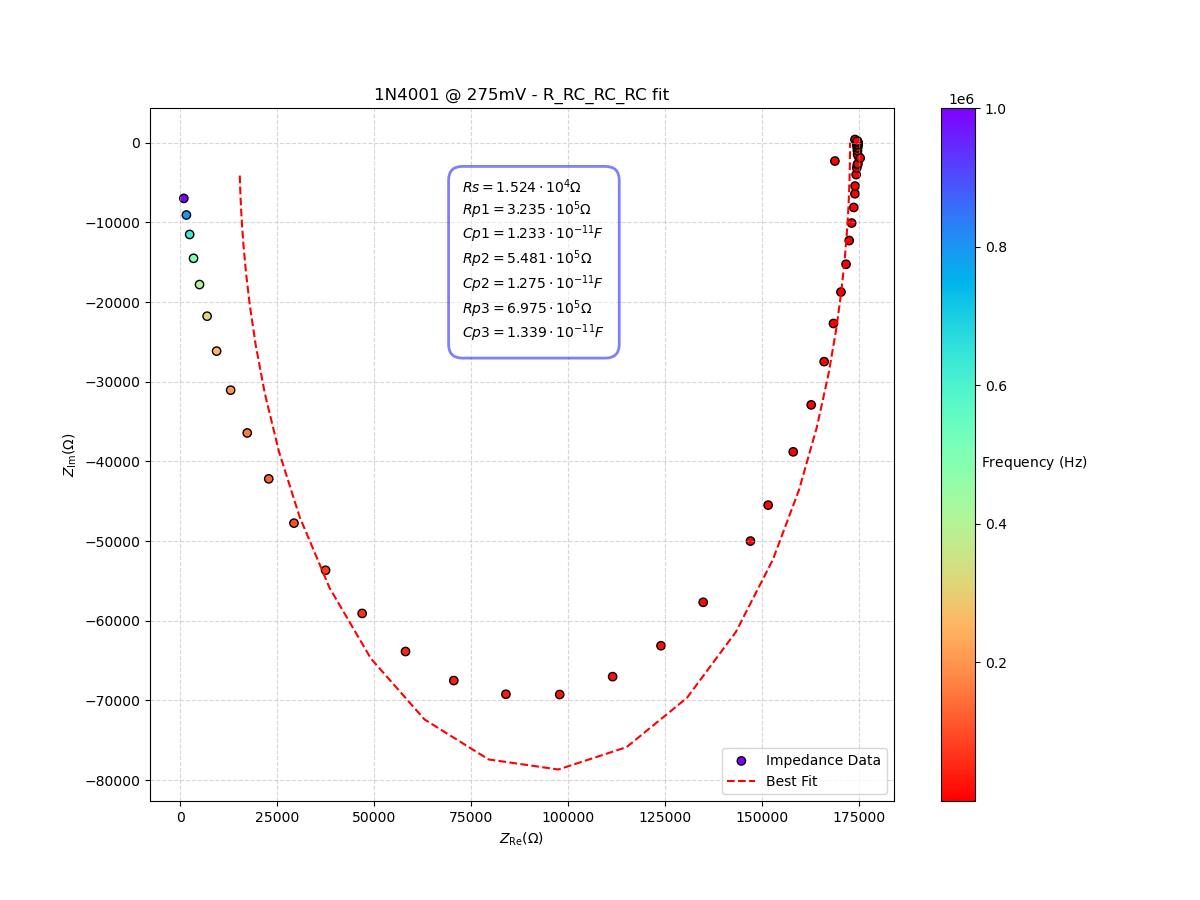 1N4001 @ 275mV - R_RC_RC_RC fit
Rs = 1.524 · 10⁴Ω
Rp1 = 3.235 · 10⁵Ω
Cp1 = 1.233 · 10⁻¹¹F
Rp2 = 5.481 · 10⁵Ω
Cp2 = 1.275 · 10⁻¹¹F
Rp3 = 6.975 · 10⁵Ω
Cp3 = 1.339 · 10⁻¹¹F
0
−10000
−20000
−30000
−40000
−50000
−60000
−70000
−80000
Z_Im(Ω)
0
25000
50000
75000
100000
125000
150000
175000
Z_Re(Ω)
Impedance Data
Best Fit
1e6
1.0
0.8
0.6
0.4
0.2
Frequency (Hz)